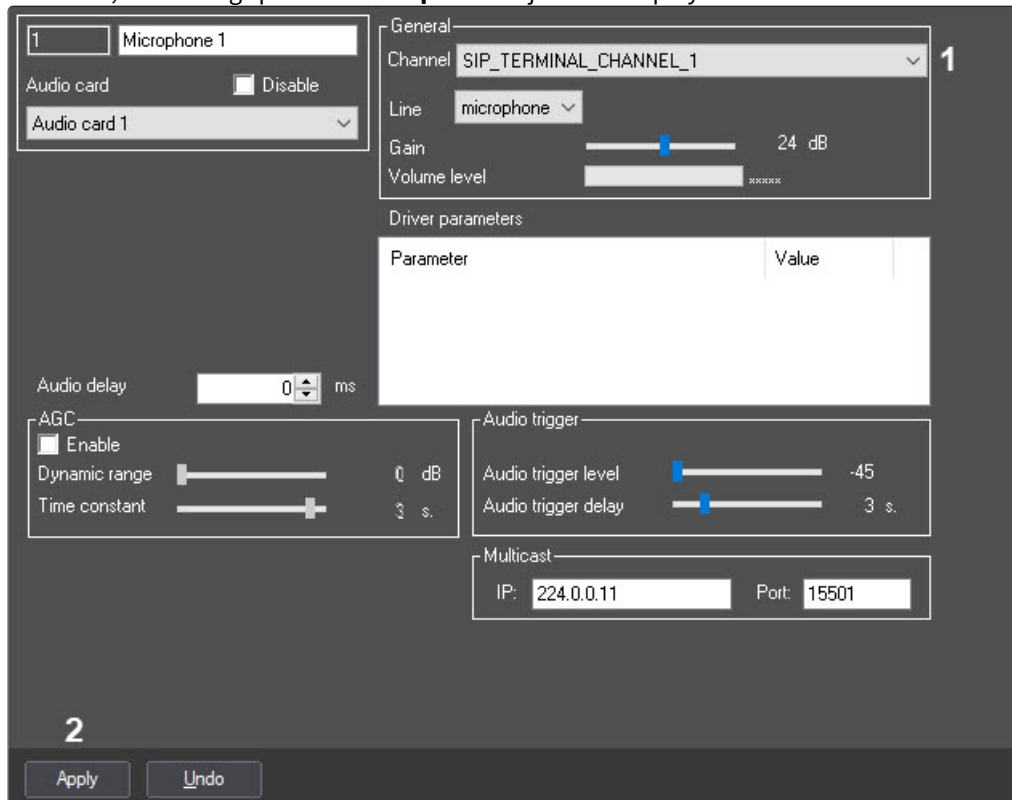 1 Microphone 1
Audio card Disable
Audio card 1
General
Channel SIP_TERMINAL_CHANNEL_1 1
Line microphone
Gain 24 dB
Volume level xxxxx
Driver parameters
Parameter Value
Audio delay 0 ms
AGC
Enable
Dynamic range 0 dB
Time constant 3 s.
Audio trigger
Audio trigger level -45
Audio trigger delay 3 s.
Multicast
IP: 224.0.0.11 Port: 15501
2
Apply Undo